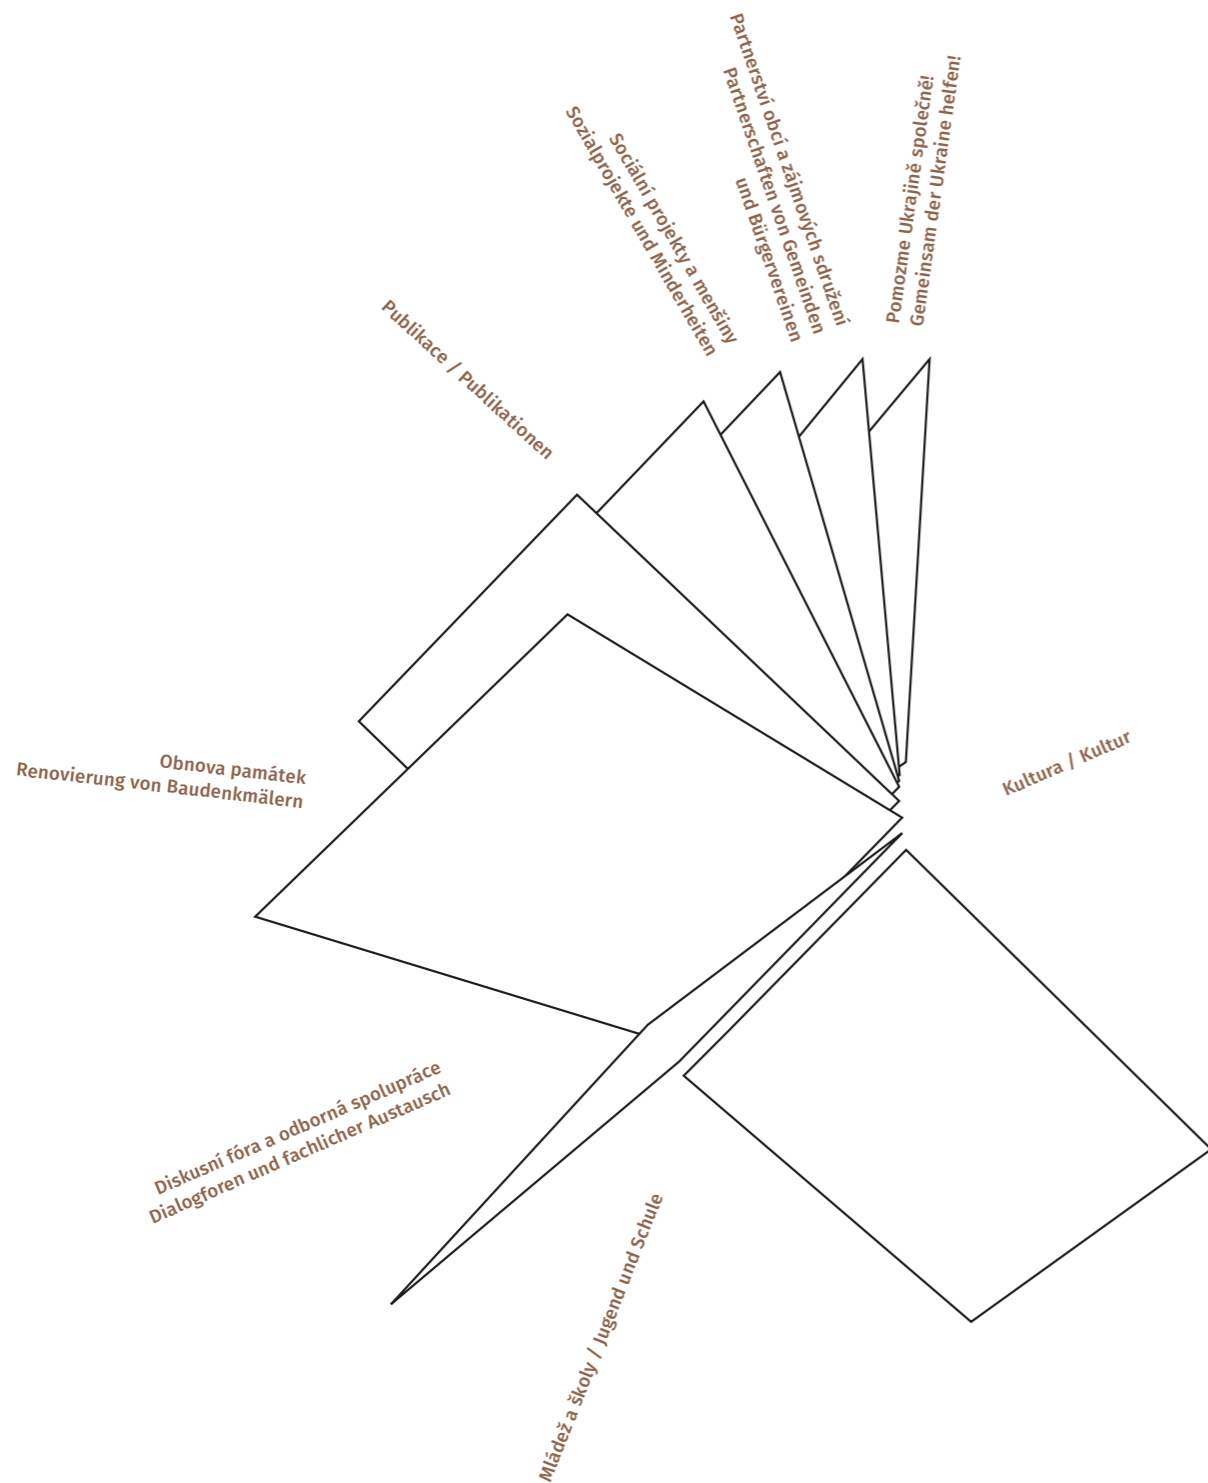 Partnerství obcí a zájmových sdružení
Partnerschaften von Gemeinden
und Bürgervereinen
Pomozme Ukrajině společně!
Gemeinsam der Ukraine helfen!
Sociální projekty a menšiny
Sozialprojekte und Minderheiten
Publikace / Publikationen
Obnova památek
Renovierung von Baudenkmälern
Kultura / Kultur
Diskusní fóra a odborná spolupráce
Dialogforen und fachlicher Austausch
Mládež a školy / Jugend und Schule